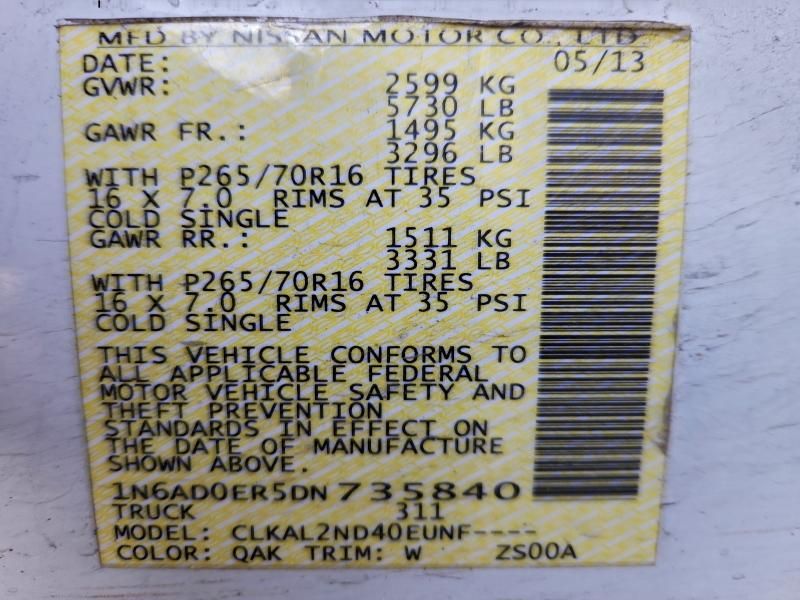 MFD BY NISSAN MOTOR CO., LTD.
DATE: 05/13
GVWR: 2599 KG
5730 LB
GAWR FR.: 1495 KG
3296 LB
WITH P265/70R16 TIRES
16 X 7.0 RIMS AT 35 PSI
COLD SINGLE
GAWR RR.: 1511 KG
3331 LB
WITH P265/70R16 TIRES
16 X 7.0 RIMS AT 35 PSI
COLD SINGLE
THIS VEHICLE CONFORMS TO
ALL APPLICABLE FEDERAL
MOTOR VEHICLE SAFETY AND
THEFT PREVENTION
STANDARDS IN EFFECT ON
THE DATE OF MANUFACTURE
SHOWN ABOVE.
1N6AD0ER5DN735840
TRUCK 311
MODEL: CLKAL2ND40EUNF----
COLOR: QAK TRIM: W ZS00A